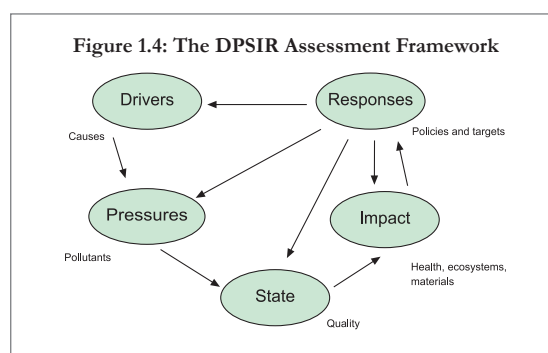 Figure 1.4: The DPSIR Assessment Framework
Drivers
Responses
Causes
Policies and targets
Pressures
Impact
Pollutants
Health, ecosystems,
materials
State
Quality